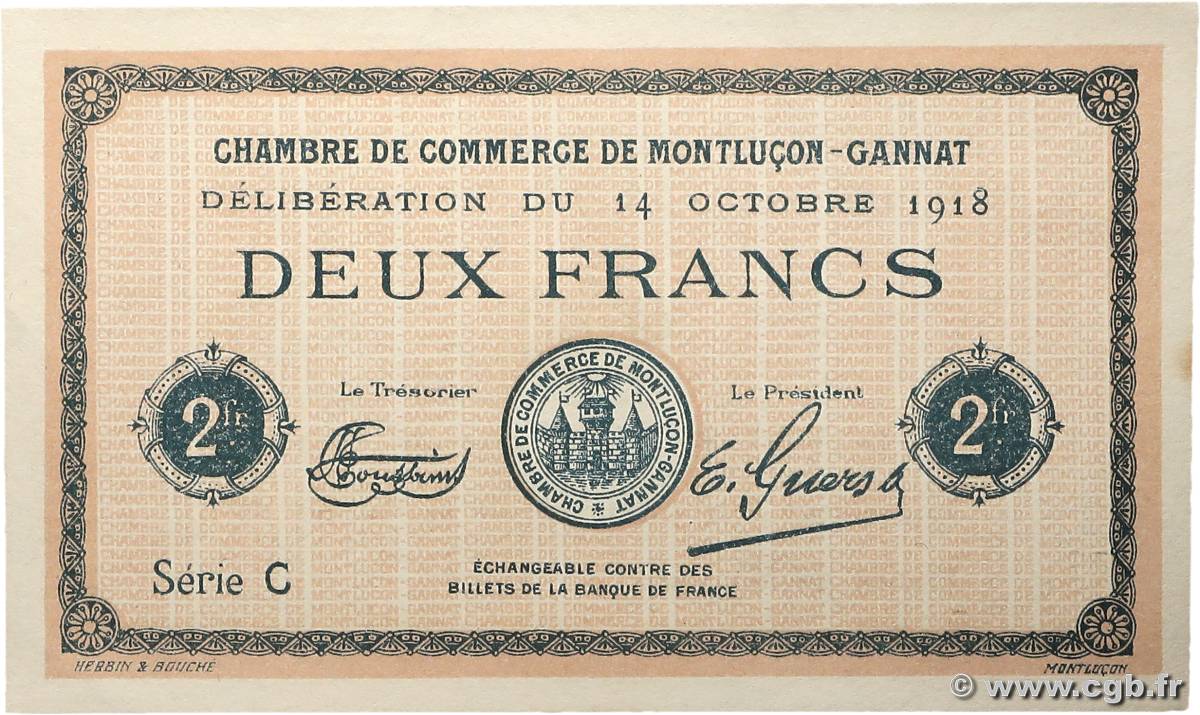 CHAMBRE DE COMMERCE DE MONTLUÇON-GANNAT
DÉLIBÉRATION DU 14 OCTOBRE 1918
DEUX FRANCS
Le Trésorier
Le Président
2fr
CHAMBRE DE COMMERCE DE MONTLUÇON-GANNAT
2fr
E. Guers
Série C
ÉCHANGEABLE CONTRE DES
BILLETS DE LA BANQUE DE FRANCE
HERBIN & BOUCHÉ
MONTLUÇON
© www.cgb.fr